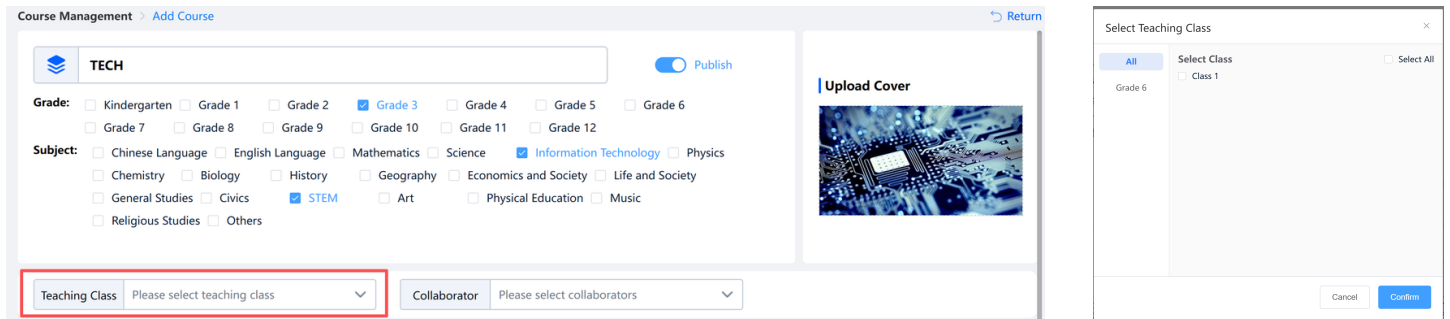 Course Management > Add Course
Return
TECH
Publish
Grade: Kindergarten Grade 1 Grade 2 Grade 3 Grade 4 Grade 5 Grade 6
Grade 7 Grade 8 Grade 9 Grade 10 Grade 11 Grade 12
Subject: Chinese Language English Language Mathematics Science Information Technology Physics
Chemistry Biology History Geography Economics and Society Life and Society
General Studies Civics STEM Art Physical Education Music
Religious Studies Others
Upload Cover
Teaching Class Please select teaching class
Collaborator Please select collaborators
Select Teaching Class
All
Grade 6
Select Class Select All
Class 1
Cancel Confirm